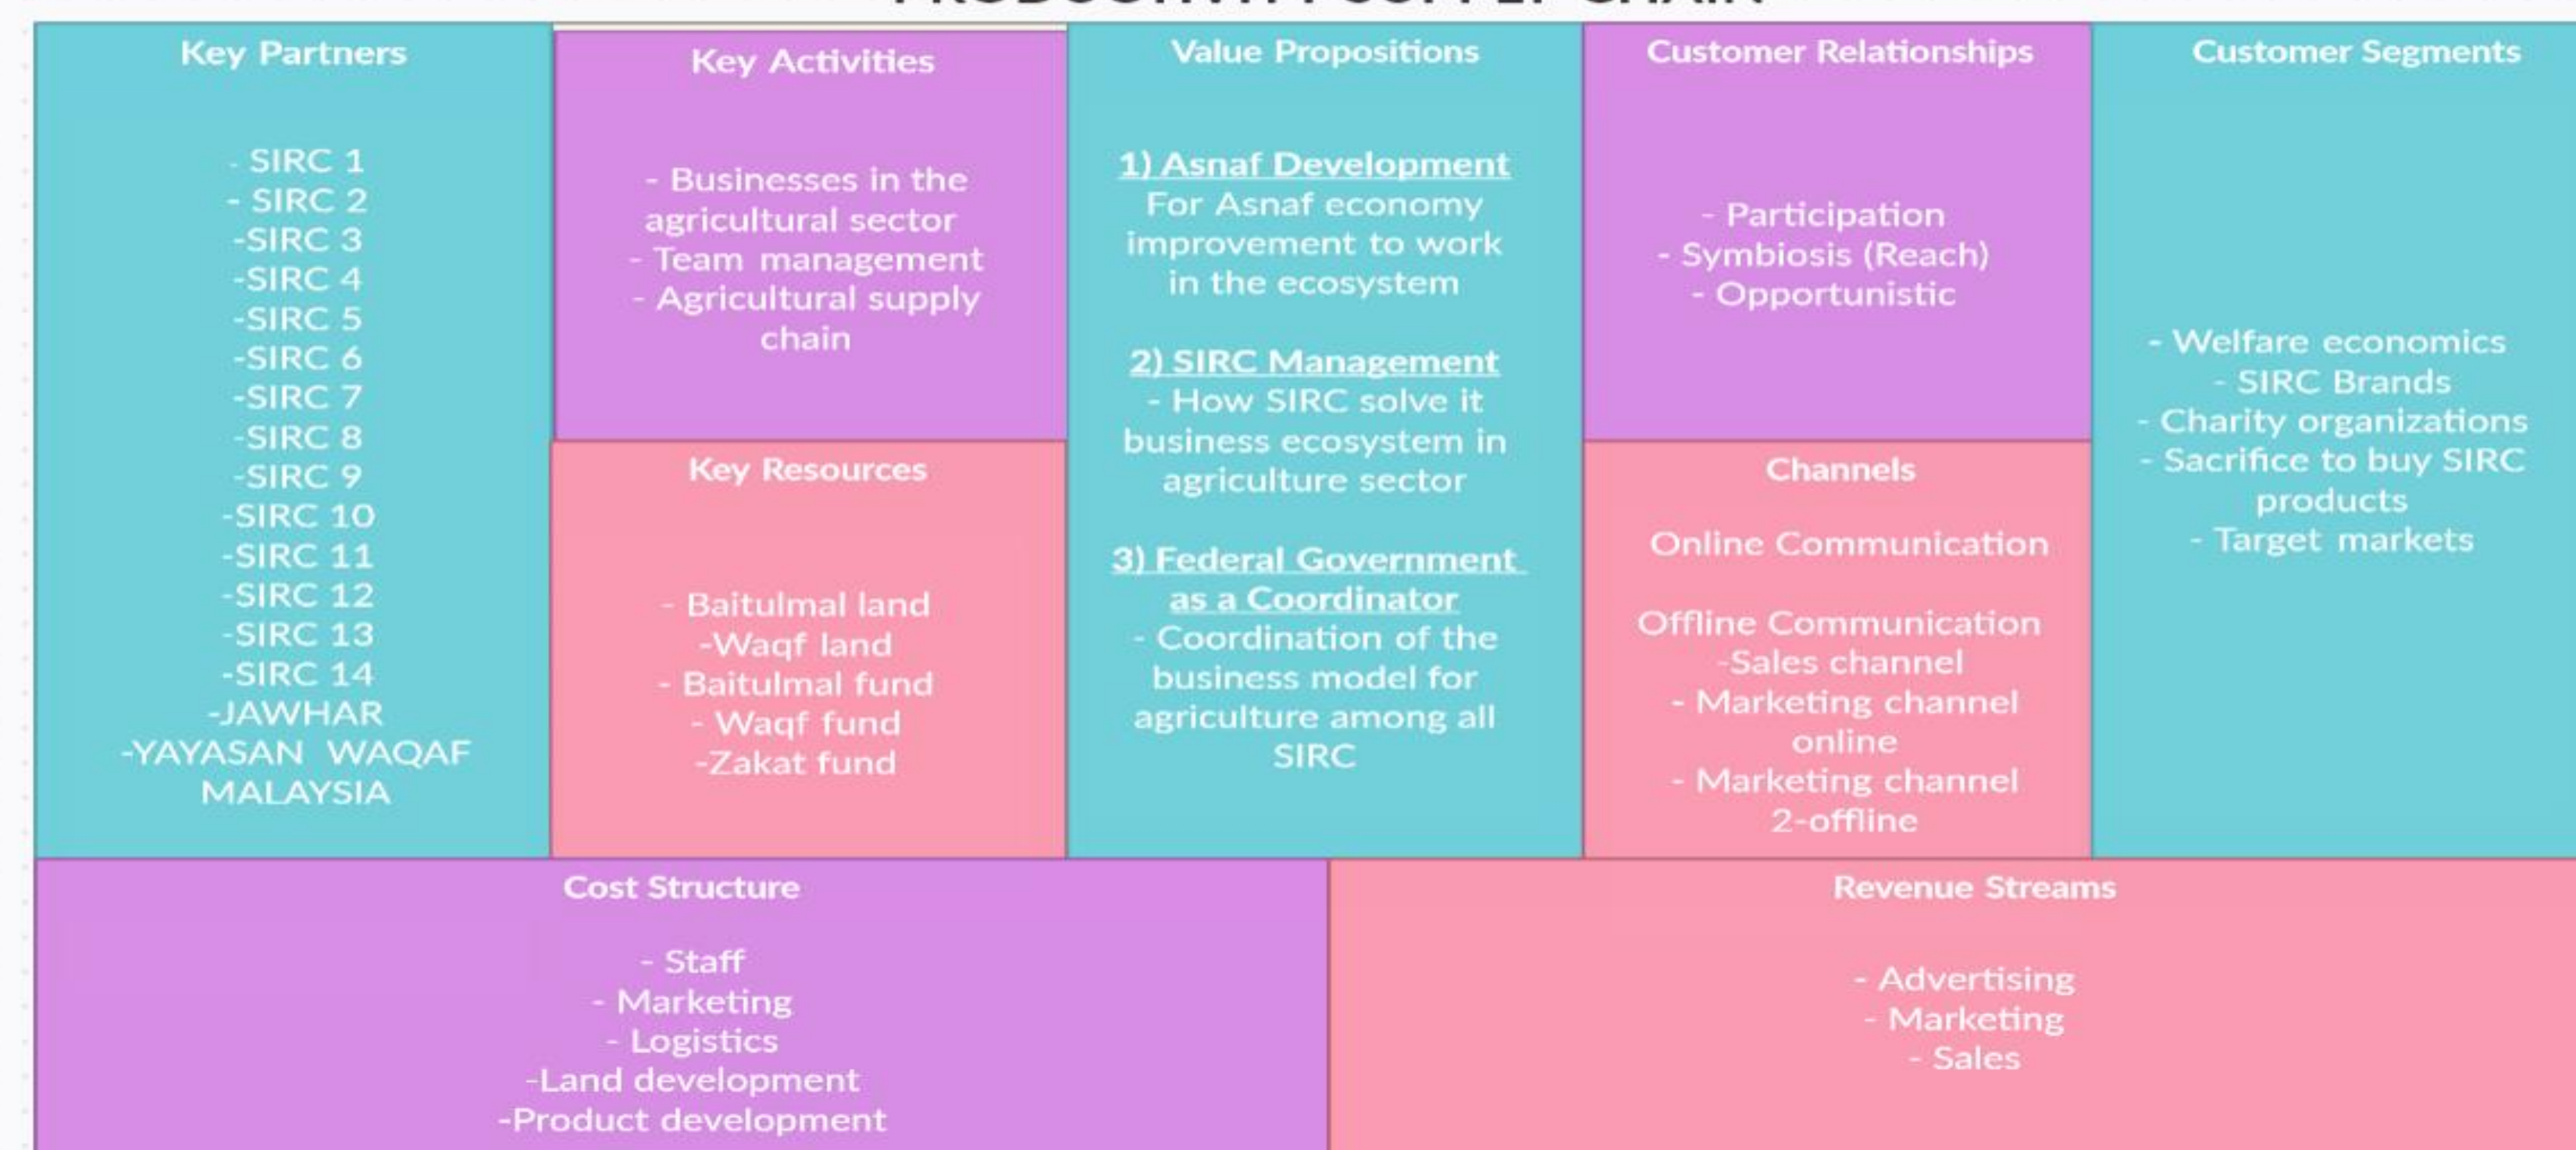 PRODUCTIVITY SUPPLY CHAIN
Key Partners
- SIRC 1
- SIRC 2
-SIRC 3
-SIRC 4
-SIRC 5
-SIRC 6
-SIRC 7
-SIRC 8
-SIRC 9
-SIRC 10
-SIRC 11
-SIRC 12
-SIRC 13
-SIRC 14
-JAWHAR
-YAYASAN WAQAF
MALAYSIA
Key Activities
- Businesses in the
agricultural sector
- Team management
- Agricultural supply
chain
Key Resources
- Baitulmal land
-Waqf land
- Baitulmal fund
- Waqf fund
-Zakat fund
Value Propositions
1) Asnaf Development
For Asnaf economy
improvement to work
in the ecosystem
2) SIRC Management
- How SIRC solve it
business ecosystem in
agriculture sector
3) Federal Government
as a Coordinator
- Coordination of the
business model for
agriculture among all
SIRC
Customer Relationships
- Participation
- Symbiosis (Reach)
- Opportunistic
Channels
Online Communication
Offline Communication
-Sales channel
- Marketing channel
online
- Marketing channel
2-offline
Customer Segments
- Welfare economics
- SIRC Brands
- Charity organizations
- Sacrifice to buy SIRC
products
- Target markets
Cost Structure
- Staff
- Marketing
- Logistics
-Land development
-Product development
Revenue Streams
- Advertising
- Marketing
- Sales